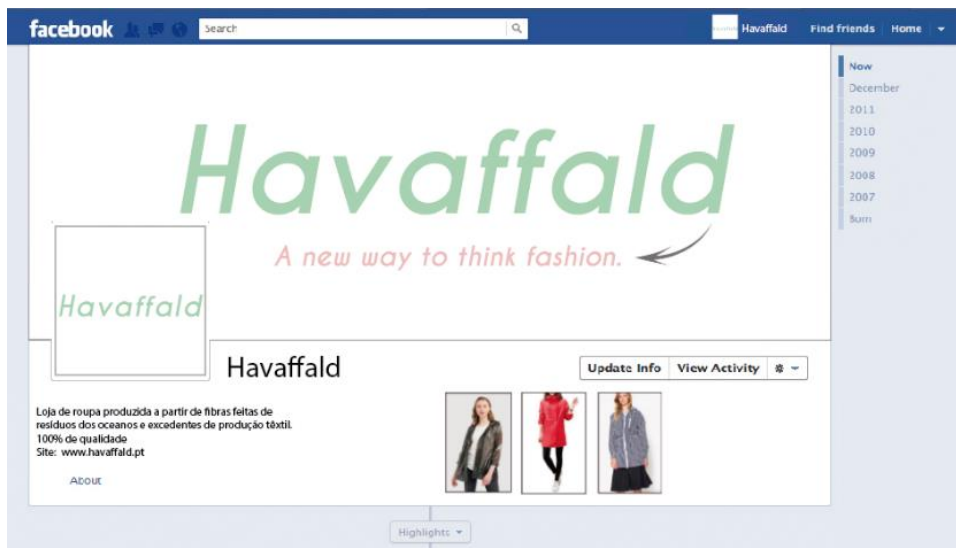 facebook
Search
Havaffald
Find friends
Home
Now
December
2011
2010
2009
2008
2007
Havaffald
A new way to think fashion.
Havaffald
Havaffald
Update Info
View Activity
Loja de roupa produzida a partir de fibras feitas de
resíduos dos oceanos e excedentes de produção têxtil.
100% de qualidade
Site: www.havaffald.pt
About
Highlights